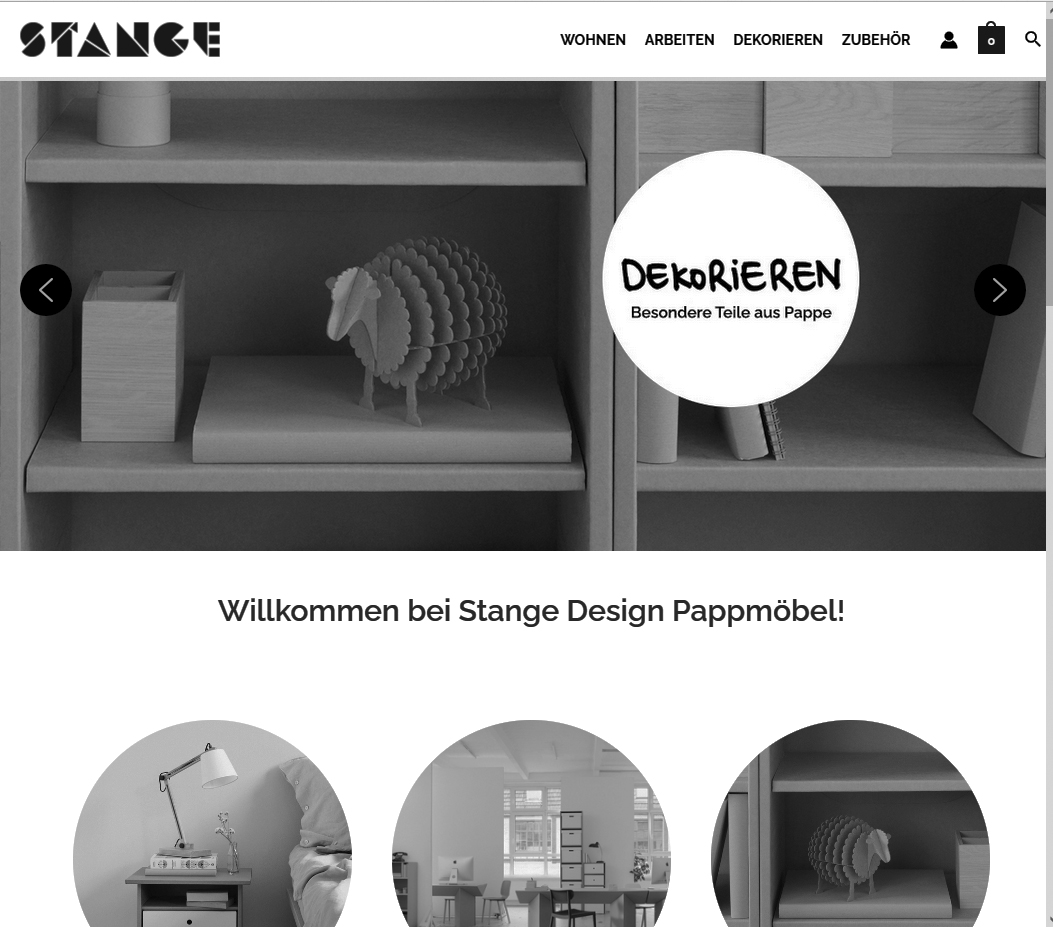 STANGE
WOHNEN ARBEITEN DEKORIEREN ZUBEHÖR
0
DEKORiEREN
Besondere Teile aus Pappe
Willkommen bei Stange Design Pappmöbel!